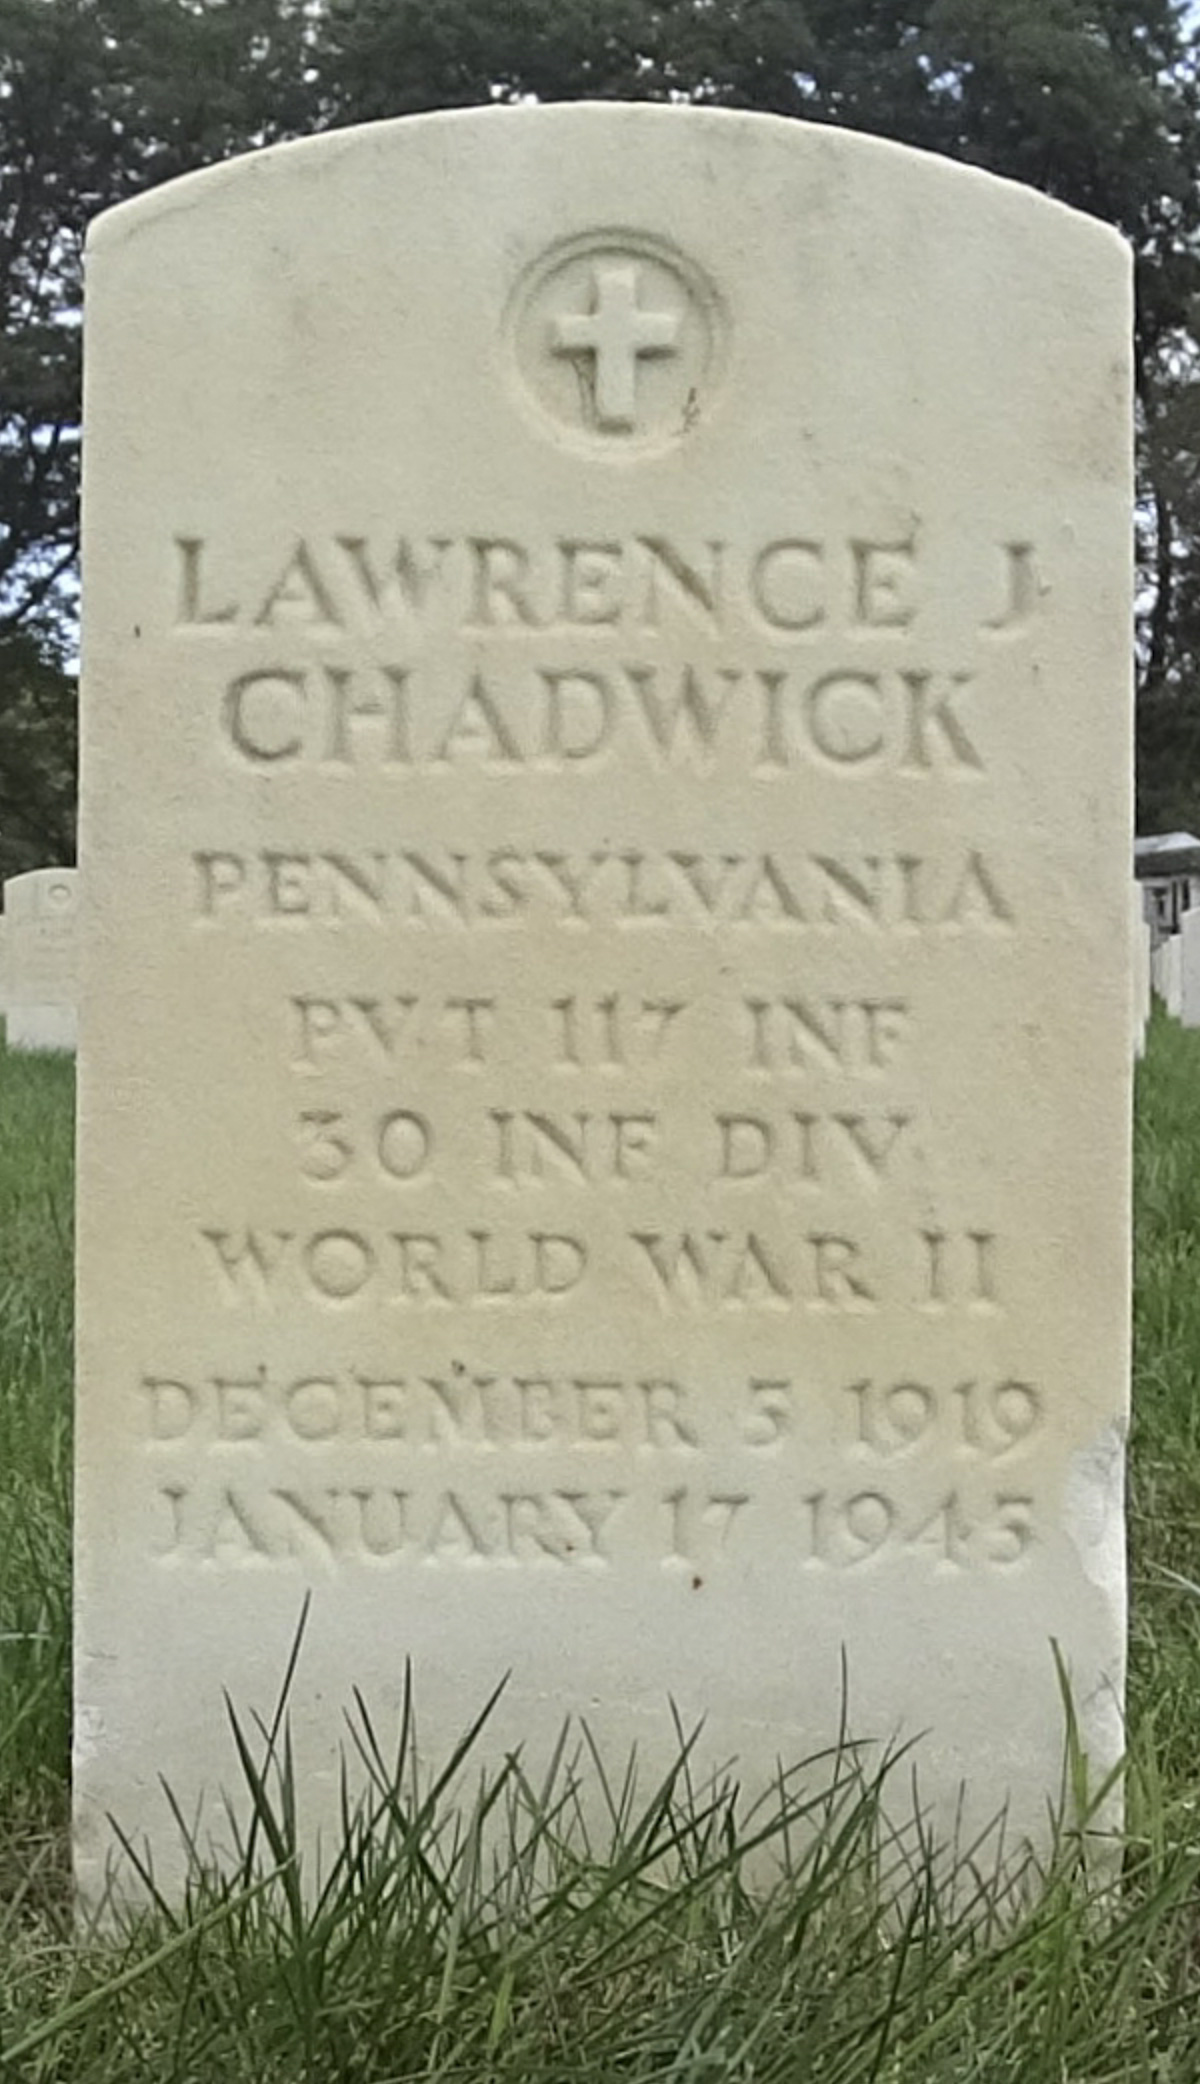 LAWRENCE J
CHADWICK
PENNSYLVANIA
PVT 117 INF
30 INF DIV
WORLD WAR II
DECEMBER 5 1919
JANUARY 17 1945